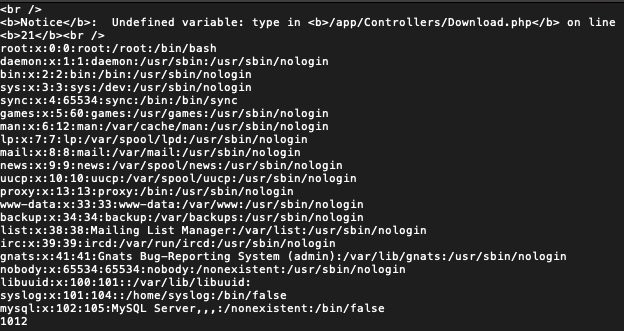 <br />
<b>Notice</b>:  Undefined variable: type in <b>/app/Controllers/Download.php</b> on line
<b>21</b><br />
root:x:0:0:root:/root:/bin/bash
daemon:x:1:1:daemon:/usr/sbin:/usr/sbin/nologin
bin:x:2:2:bin:/bin:/usr/sbin/nologin
sys:x:3:3:sys:/dev:/usr/sbin/nologin
sync:x:4:65534:sync:/bin:/bin/sync
games:x:5:60:games:/usr/games:/usr/sbin/nologin
man:x:6:12:man:/var/cache/man:/usr/sbin/nologin
lp:x:7:7:lp:/var/spool/lpd:/usr/sbin/nologin
mail:x:8:8:mail:/var/mail:/usr/sbin/nologin
news:x:9:9:news:/var/spool/news:/usr/sbin/nologin
uucp:x:10:10:uucp:/var/spool/uucp:/usr/sbin/nologin
proxy:x:13:13:proxy:/bin:/usr/sbin/nologin
www-data:x:33:33:www-data:/var/www:/usr/sbin/nologin
backup:x:34:34:backup:/var/backups:/usr/sbin/nologin
list:x:38:38:Mailing List Manager:/var/list:/usr/sbin/nologin
irc:x:39:39:ircd:/var/run/ircd:/usr/sbin/nologin
gnats:x:41:41:Gnats Bug-Reporting System (admin):/var/lib/gnats:/usr/sbin/nologin
nobody:x:65534:65534:nobody:/nonexistent:/usr/sbin/nologin
libuuid:x:100:101::/var/lib/libuuid:
syslog:x:101:104::/home/syslog:/bin/false
mysql:x:102:105:MySQL Server,,,:/nonexistent:/bin/false
1012